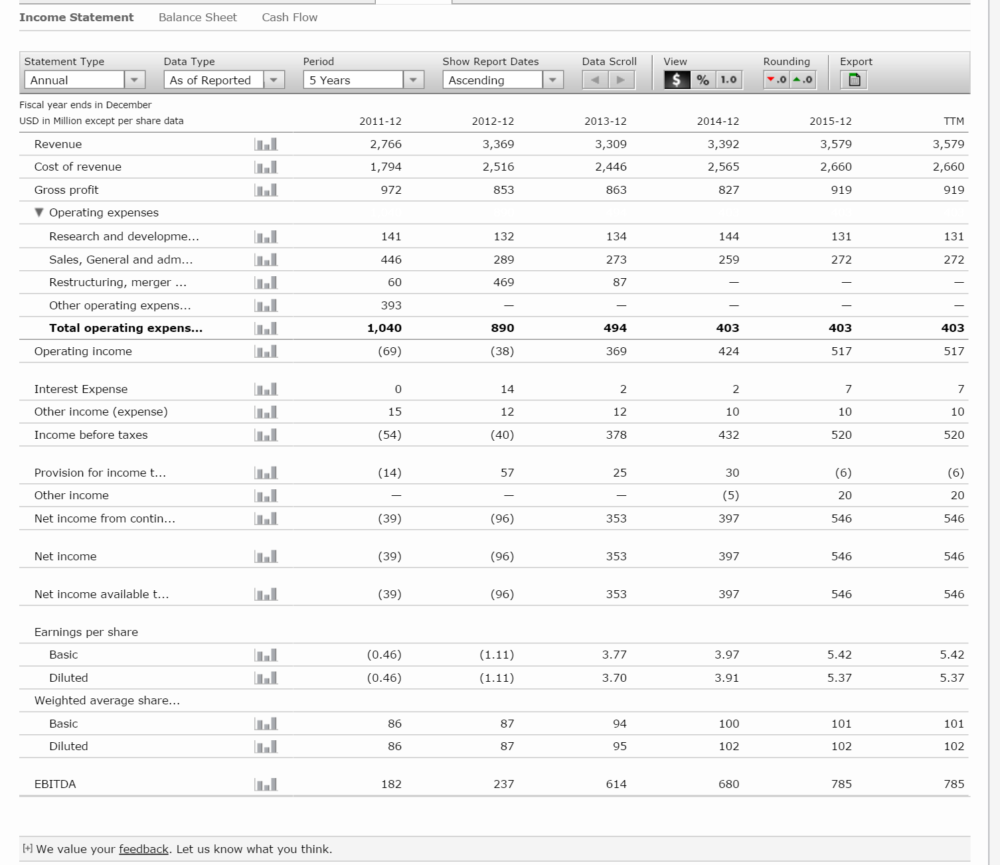 Income Statement Balance Sheet Cash Flow
Statement Type Data Type Period Show Report Dates Data Scroll View Rounding Export
Annual As of Reported 5 Years Ascending $ % 1.0 .0 .0
Fiscal year ends in December
USD in Million except per share data 2011-12 2012-12 2013-12 2014-12 2015-12 TTM
Revenue 2,766 3,369 3,309 3,392 3,579 3,579
Cost of revenue 1,794 2,516 2,446 2,565 2,660 2,660
Gross profit 972 853 863 827 919 919
▼ Operating expenses
Research and developme... 141 132 134 144 131 131
Sales, General and adm... 446 289 273 259 272 272
Restructuring, merger ... 60 469 87 — — —
Other operating expens... 393 — — — — —
Total operating expens... 1,040 890 494 403 403 403
Operating income (69) (38) 369 424 517 517
Interest Expense 0 14 2 2 7 7
Other income (expense) 15 12 12 10 10 10
Income before taxes (54) (40) 378 432 520 520
Provision for income t... (14) 57 25 30 (6) (6)
Other income — — — (5) 20 20
Net income from contin... (39) (96) 353 397 546 546
Net income (39) (96) 353 397 546 546
Net income available t... (39) (96) 353 397 546 546
Earnings per share
Basic (0.46) (1.11) 3.77 3.97 5.42 5.42
Diluted (0.46) (1.11) 3.70 3.91 5.37 5.37
Weighted average share...
Basic 86 87 94 100 101 101
Diluted 86 87 95 102 102 102
EBITDA 182 237 614 680 785 785
[+] We value your feedback. Let us know what you think.